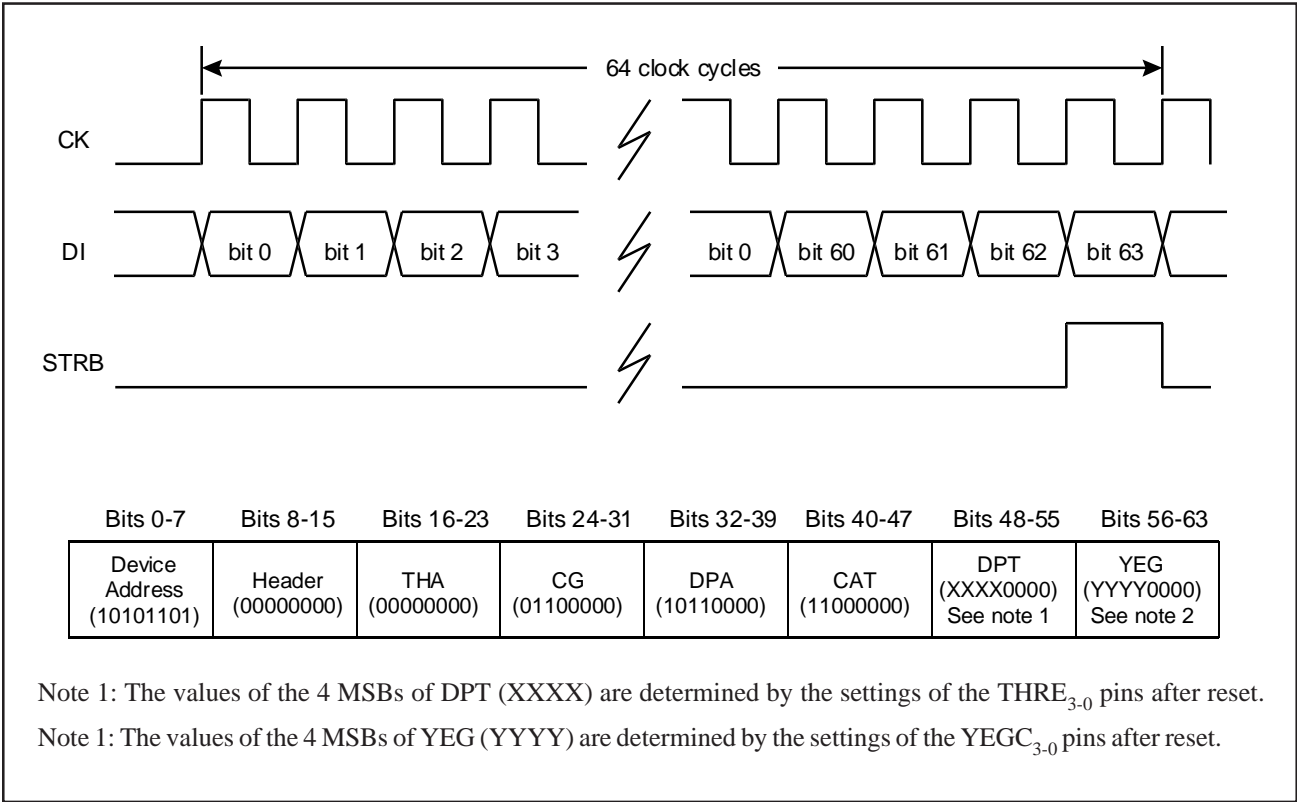 64 clock cycles
CK
DI bit 0 bit 1 bit 2 bit 3 bit 0 bit 60 bit 61 bit 62 bit 63
STRB
Bits 0-7 Bits 8-15 Bits 16-23 Bits 24-31 Bits 32-39 Bits 40-47 Bits 48-55 Bits 56-63
Device
Address
(10101101)
Header
(00000000)
THA
(00000000)
CG
(01100000)
DPA
(10110000)
CAT
(11000000)
DPT
(XXXX0000)
See note 1
YEG
(YYYY0000)
See note 2
Note 1: The values of the 4 MSBs of DPT (XXXX) are determined by the settings of the THRE3-0 pins after reset.
Note 1: The values of the 4 MSBs of YEG (YYYY) are determined by the settings of the YEGC3-0 pins after reset.